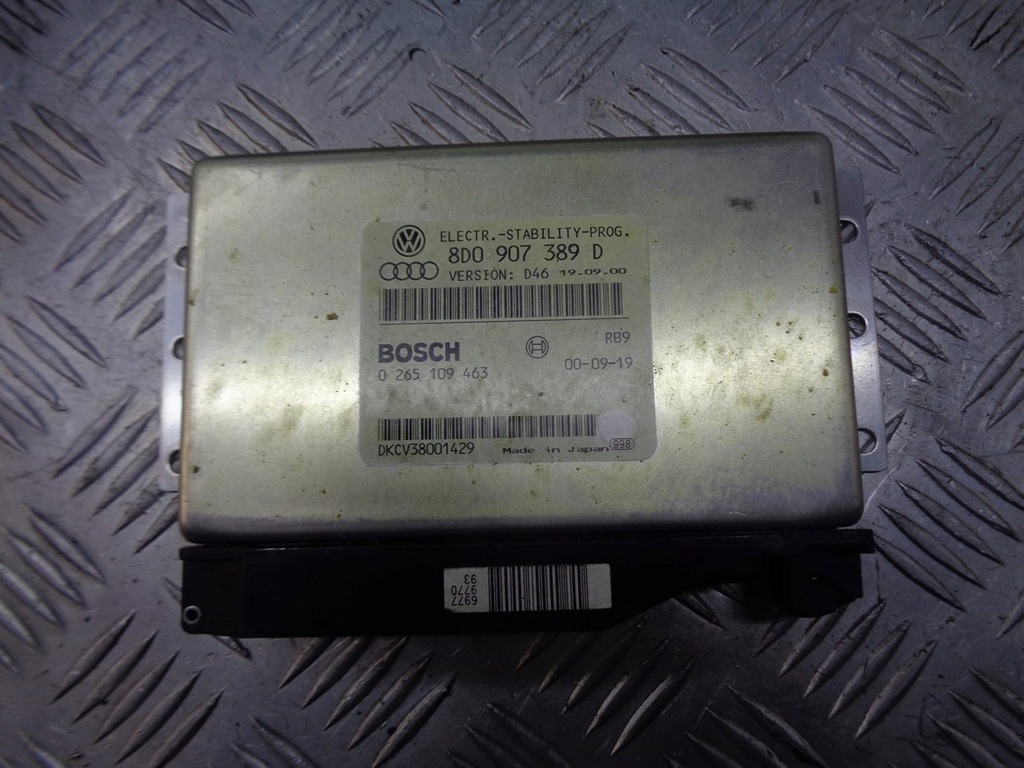 ELECTR.-STABILITY-PROG.
8D0 907 389 D
VERSION: D46 19.09.00
RB9
BOSCH
0 265 109 463 00-09-19
DKCV38001429 Made in Japan 998
6977
9770
93